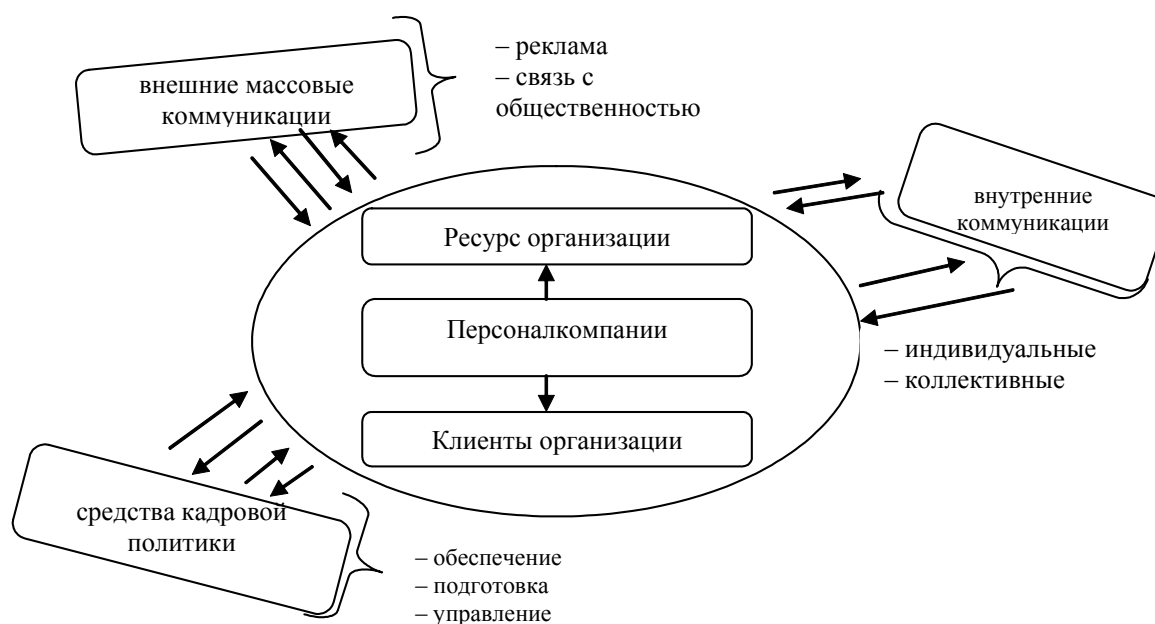 внешние массовые
коммуникации
– реклама
– связь с
общественностью
внутренние
коммуникации
Ресурс организации
Персоналкомпании
– индивидуальные
– коллективные
Клиенты организации
средства кадровой
политики
– обеспечение
– подготовка
– управление